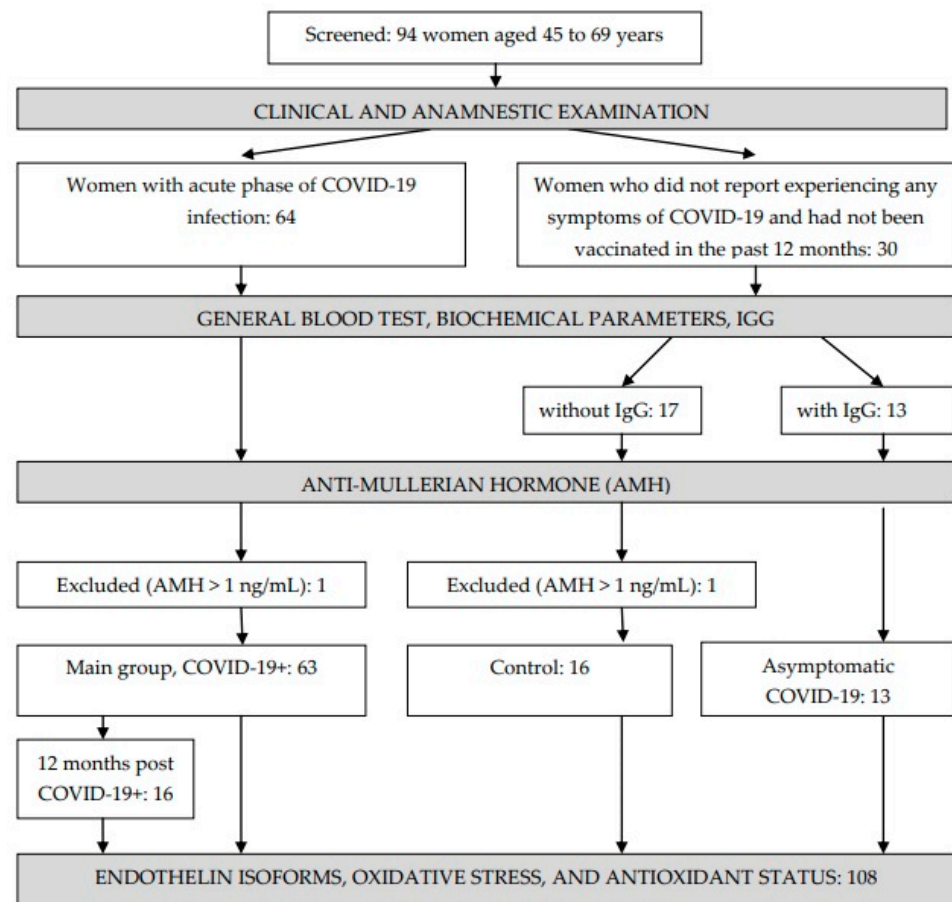 Screened: 94 women aged 45 to 69 years
CLINICAL AND ANAMNESTIC EXAMINATION
Women with acute phase of COVID-19
infection: 64
Women who did not report experiencing any
symptoms of COVID-19 and had not been
vaccinated in the past 12 months: 30
GENERAL BLOOD TEST, BIOCHEMICAL PARAMETERS, IGG
without IgG: 17
with IgG: 13
ANTI-MULLERIAN HORMONE (AMH)
Excluded (AMH > 1 ng/mL): 1
Excluded (AMH > 1 ng/mL): 1
Main group, COVID-19+: 63
Control: 16
Asymptomatic
COVID-19: 13
12 months post
COVID-19+: 16
ENDOTHELIN ISOFORMS, OXIDATIVE STRESS, AND ANTIOXIDANT STATUS: 108